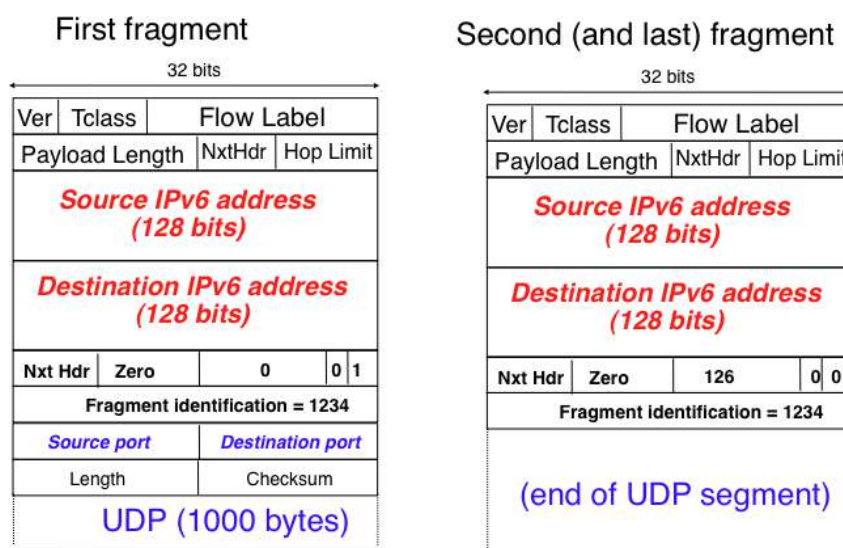 First fragment
32 bits
Ver Tclass Flow Label
Payload Length NxtHdr Hop Limit
Source IPv6 address
(128 bits)
Destination IPv6 address
(128 bits)
Nxt Hdr Zero 0 0 1
Fragment identification = 1234
Source port Destination port
Length Checksum
UDP (1000 bytes)
Second (and last) fragment
32 bits
Ver Tclass Flow Label
Payload Length NxtHdr Hop Limit
Source IPv6 address
(128 bits)
Destination IPv6 address
(128 bits)
Nxt Hdr Zero 126 0 0
Fragment identification = 1234
(end of UDP segment)